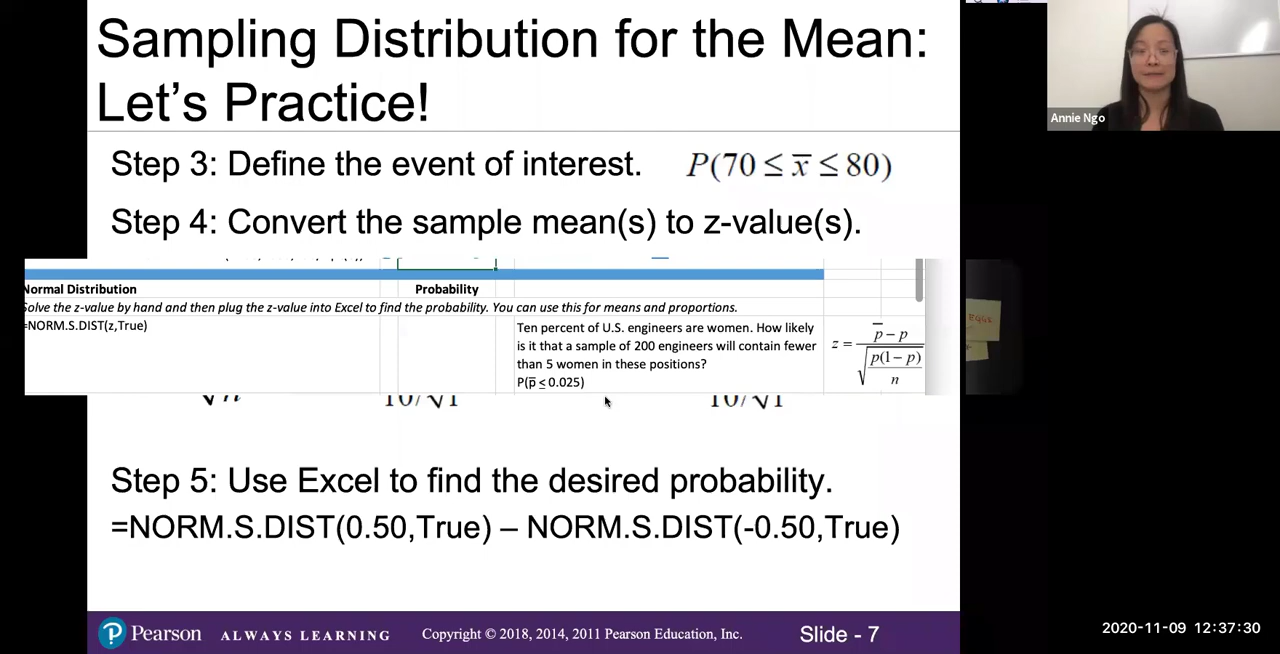 Sampling Distribution for the Mean:
Let's Practice!
Annie Ngo
Step 3: Define the event of interest. P(70 ≤ x̅ ≤ 80)
Step 4: Convert the sample mean(s) to z-value(s).
Normal Distribution
Probability
Solve the z-value by hand and then plug the z-value into Excel to find the probability. You can use this for means and proportions.
=NORM.S.DIST(z,True)
Ten percent of U.S. engineers are women. How likely
is it that a sample of 200 engineers will contain fewer
than 5 women in these positions?
P(p̅ ≤ 0.025)
z = (p̅ − p) / √(p(1 − p) / n)
EGGS
√n 10/√1 10/√1
Step 5: Use Excel to find the desired probability.
=NORM.S.DIST(0.50,True) – NORM.S.DIST(-0.50,True)
Pearson ALWAYS LEARNING Copyright © 2018, 2014, 2011 Pearson Education, Inc. Slide - 7
2020-11-09 12:37:30